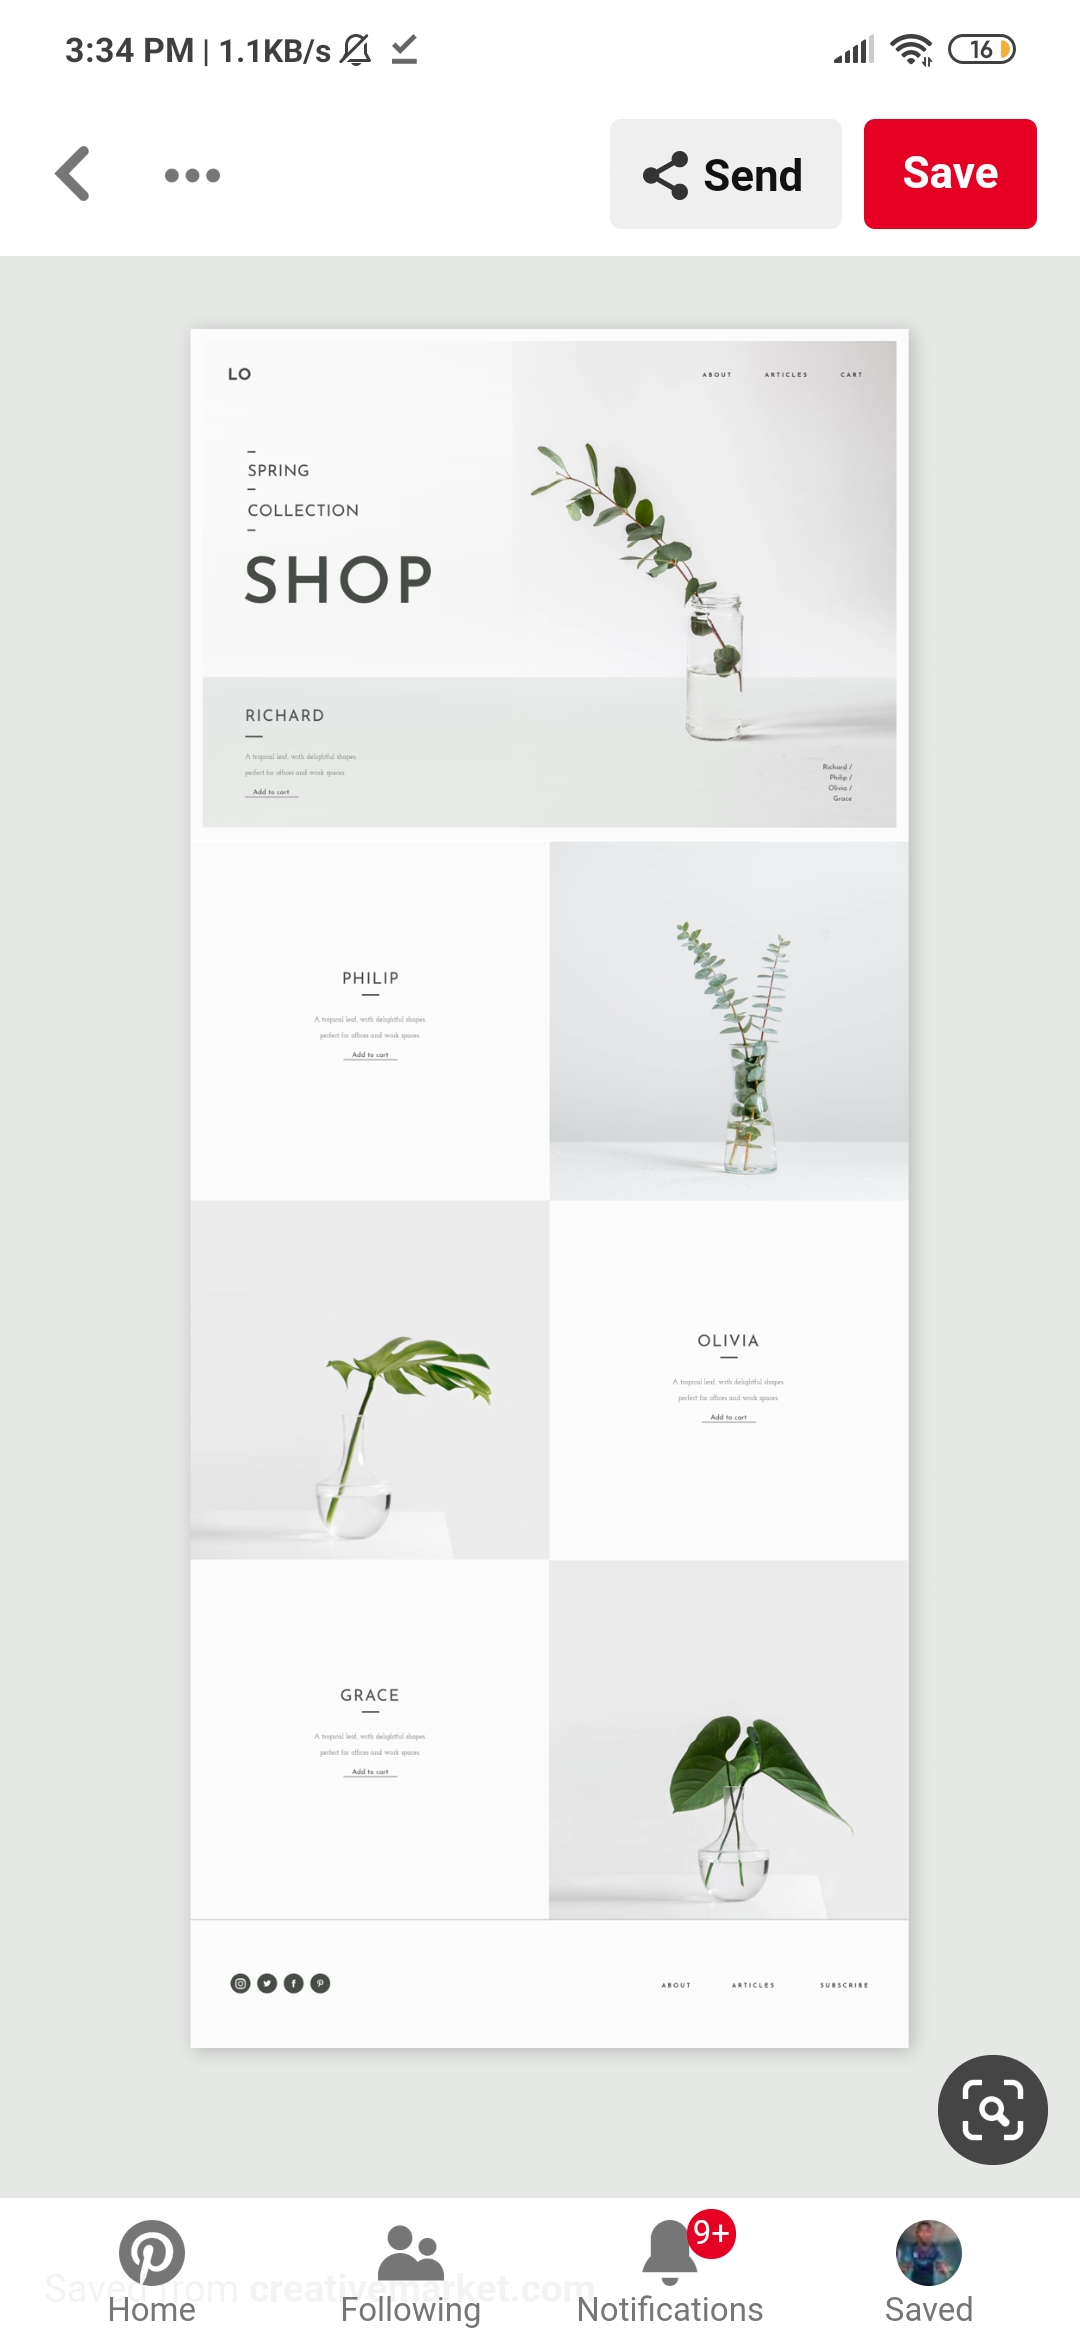 3:34 PM | 1.1KB/s
16
Send
Save
LO
ABOUT ARTICLES CART
SPRING
COLLECTION
SHOP
RICHARD
A tropical leaf, with delightful shapes
perfect for offices and work spaces
Add to cart
Richard /
Philip /
Olivia /
Grace
PHILIP
A tropical leaf, with delightful shapes
perfect for offices and work spaces
Add to cart
OLIVIA
A tropical leaf, with delightful shapes
perfect for offices and work spaces
Add to cart
GRACE
A tropical leaf, with delightful shapes
perfect for offices and work spaces
Add to cart
ABOUT ARTICLES SUBSCRIBE
9+
Saved from creativemarket.com
Home Following Notifications Saved